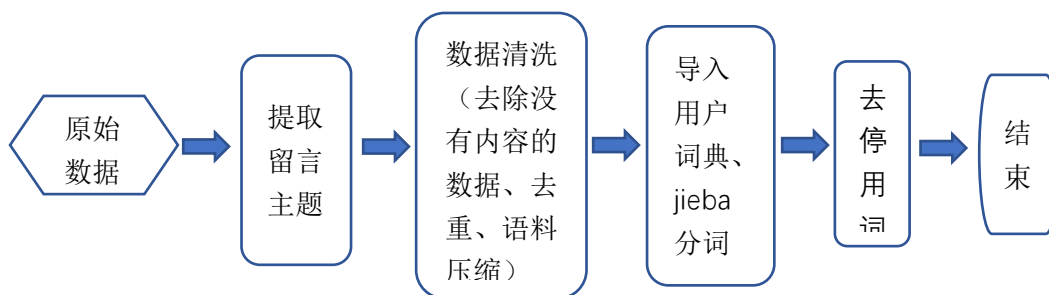 原始
数据
提取
留言
主题
数据清洗
（去除没
有内容的
数据、去
重、语料
压缩）
导入
用户
词典、
jieba
分词
去
停
用
词
结
束